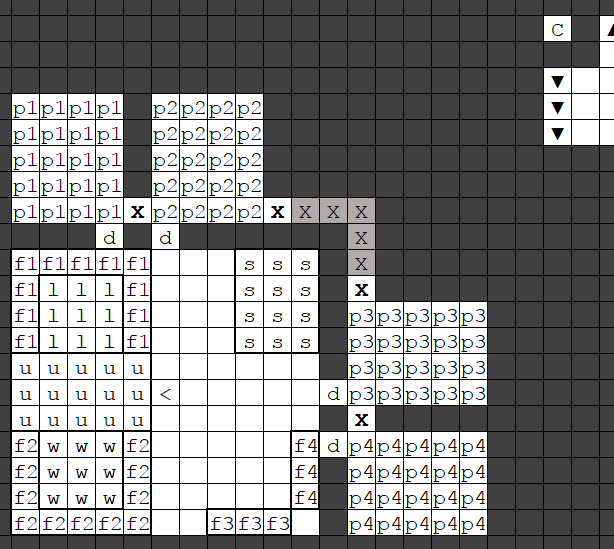 C ▲
▼
▼
▼
p1 p1 p1 p1 p2 p2 p2 p2
p1 p1 p1 p1 p2 p2 p2 p2
p1 p1 p1 p1 p2 p2 p2 p2
p1 p1 p1 p1 p2 p2 p2 p2
p1 p1 p1 p1 x p2 p2 p2 p2 x X X X
d d X
f1 f1 f1 f1 f1 s s s X
f1 l l l f1 s s s x
f1 l l l f1 s s s p3 p3 p3 p3 p3
f1 l l l f1 s s s p3 p3 p3 p3 p3
u u u u u p3 p3 p3 p3 p3
u u u u u < d p3 p3 p3 p3 p3
u u u u u x
f2 w w w f2 f4 d p4 p4 p4 p4 p4
f2 w w w f2 f4 p4 p4 p4 p4 p4
f2 w w w f2 f4 p4 p4 p4 p4 p4
f2 f2 f2 f2 f2 f3 f3 f3 p4 p4 p4 p4 p4